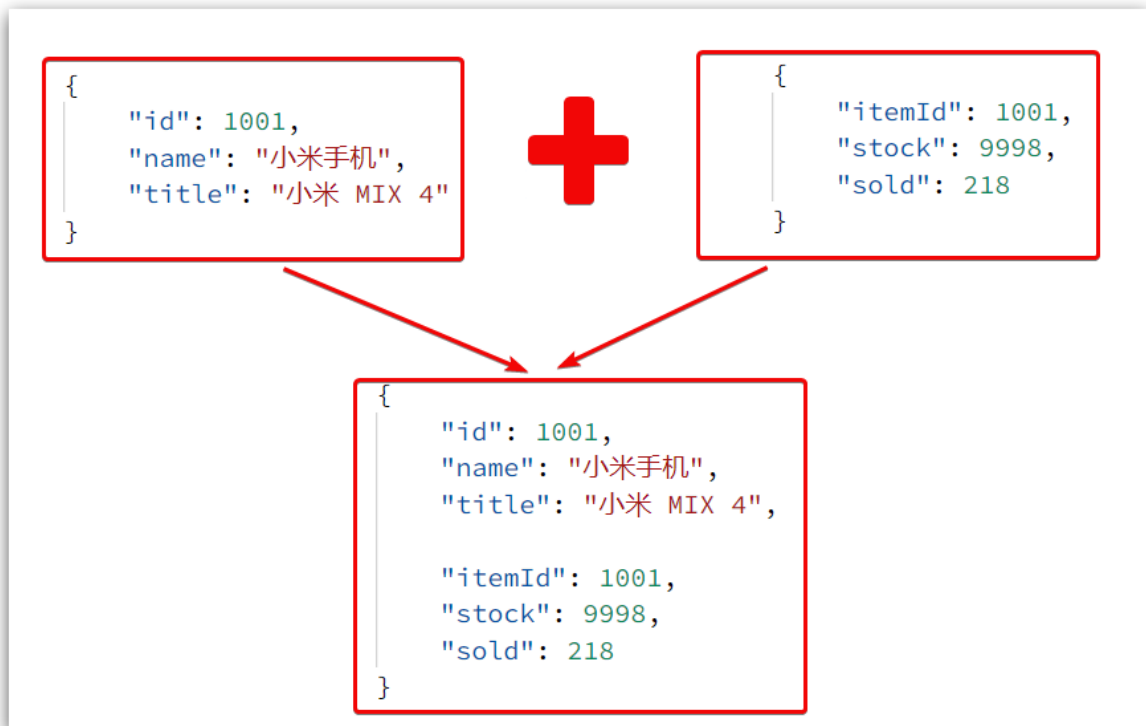 {
"id": 1001,
"name": "小米手机",
"title": "小米 MIX 4"
}
{
"itemId": 1001,
"stock": 9998,
"sold": 218
}
{
"id": 1001,
"name": "小米手机",
"title": "小米 MIX 4",
"itemId": 1001,
"stock": 9998,
"sold": 218
}